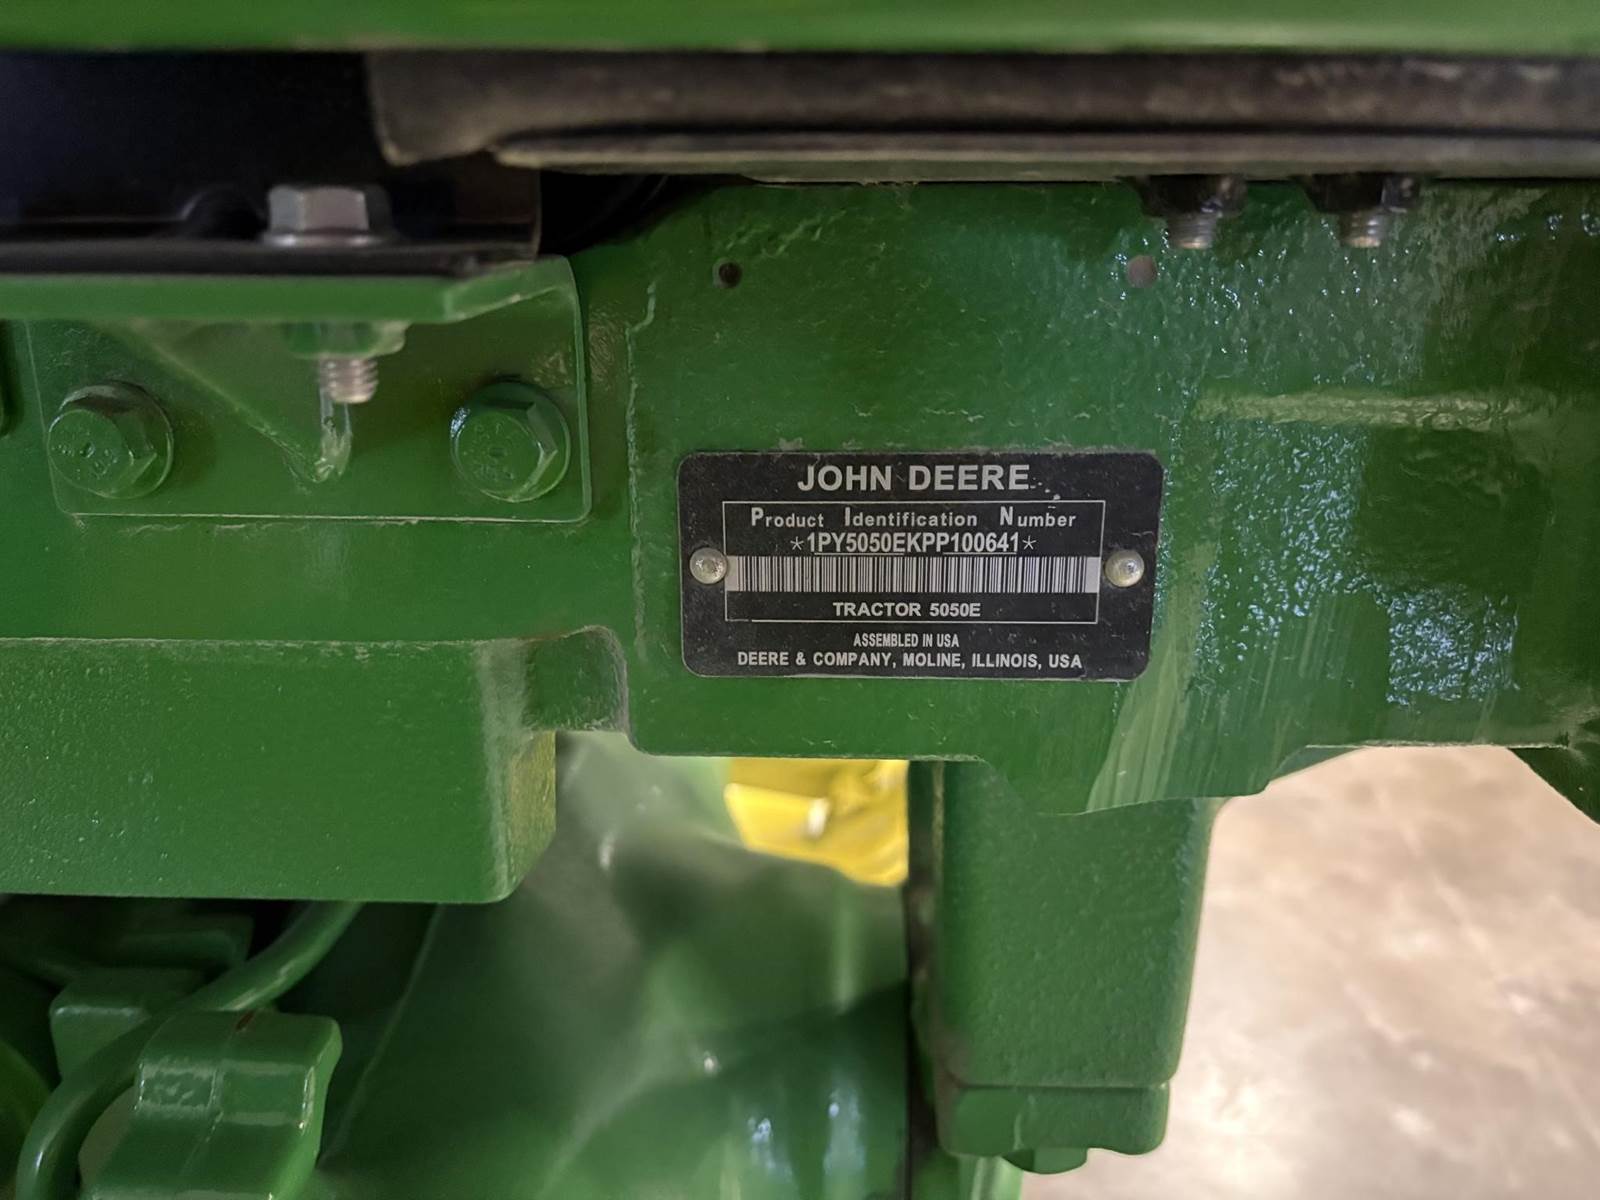 JOHN DEERE
Product Identification Number
*1PY5050EKPP100641*
TRACTOR 5050E
ASSEMBLED IN USA
DEERE & COMPANY, MOLINE, ILLINOIS, USA